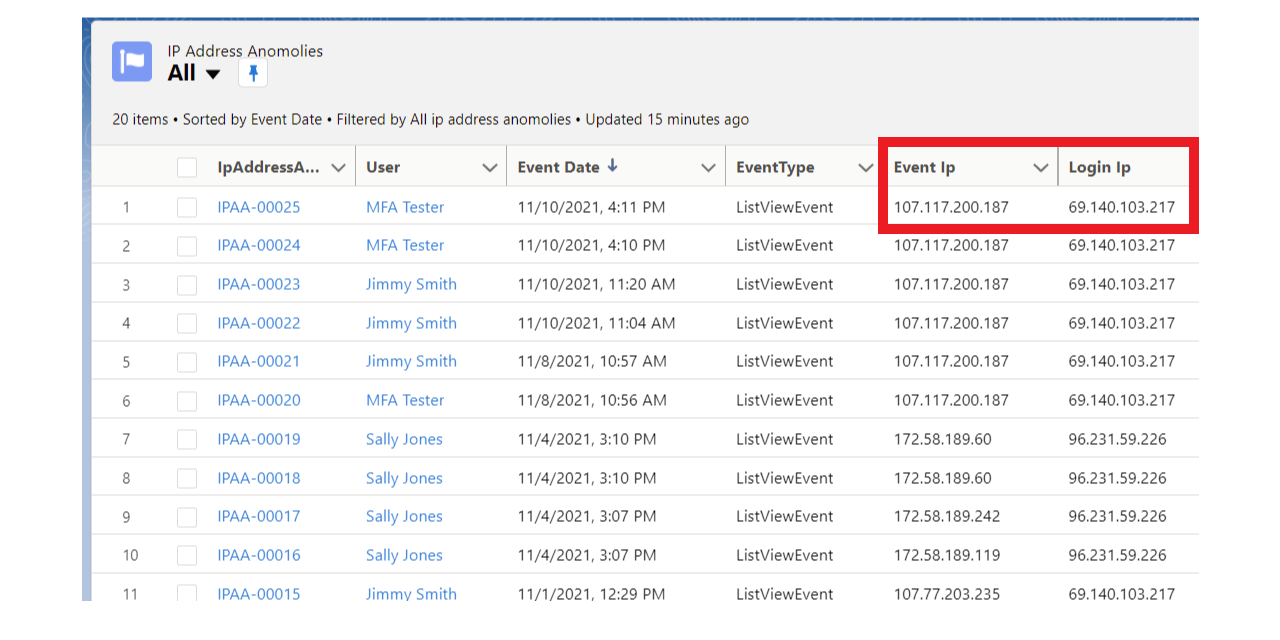 IP Address Anomolies
All
20 items • Sorted by Event Date • Filtered by All ip address anomolies • Updated 15 minutes ago
IpAddressA... User Event Date EventType Event Ip Login Ip
1 IPAA-00025 MFA Tester 11/10/2021, 4:11 PM ListViewEvent 107.117.200.187 69.140.103.217
2 IPAA-00024 MFA Tester 11/10/2021, 4:10 PM ListViewEvent 107.117.200.187 69.140.103.217
3 IPAA-00023 Jimmy Smith 11/10/2021, 11:20 AM ListViewEvent 107.117.200.187 69.140.103.217
4 IPAA-00022 Jimmy Smith 11/10/2021, 11:04 AM ListViewEvent 107.117.200.187 69.140.103.217
5 IPAA-00021 Jimmy Smith 11/8/2021, 10:57 AM ListViewEvent 107.117.200.187 69.140.103.217
6 IPAA-00020 MFA Tester 11/8/2021, 10:56 AM ListViewEvent 107.117.200.187 69.140.103.217
7 IPAA-00019 Sally Jones 11/4/2021, 3:10 PM ListViewEvent 172.58.189.60 96.231.59.226
8 IPAA-00018 Sally Jones 11/4/2021, 3:10 PM ListViewEvent 172.58.189.60 96.231.59.226
9 IPAA-00017 Sally Jones 11/4/2021, 3:07 PM ListViewEvent 172.58.189.242 96.231.59.226
10 IPAA-00016 Sally Jones 11/4/2021, 3:07 PM ListViewEvent 172.58.189.119 96.231.59.226
11 IPAA-00015 Jimmy Smith 11/1/2021, 12:29 PM ListViewEvent 107.77.203.235 69.140.103.217